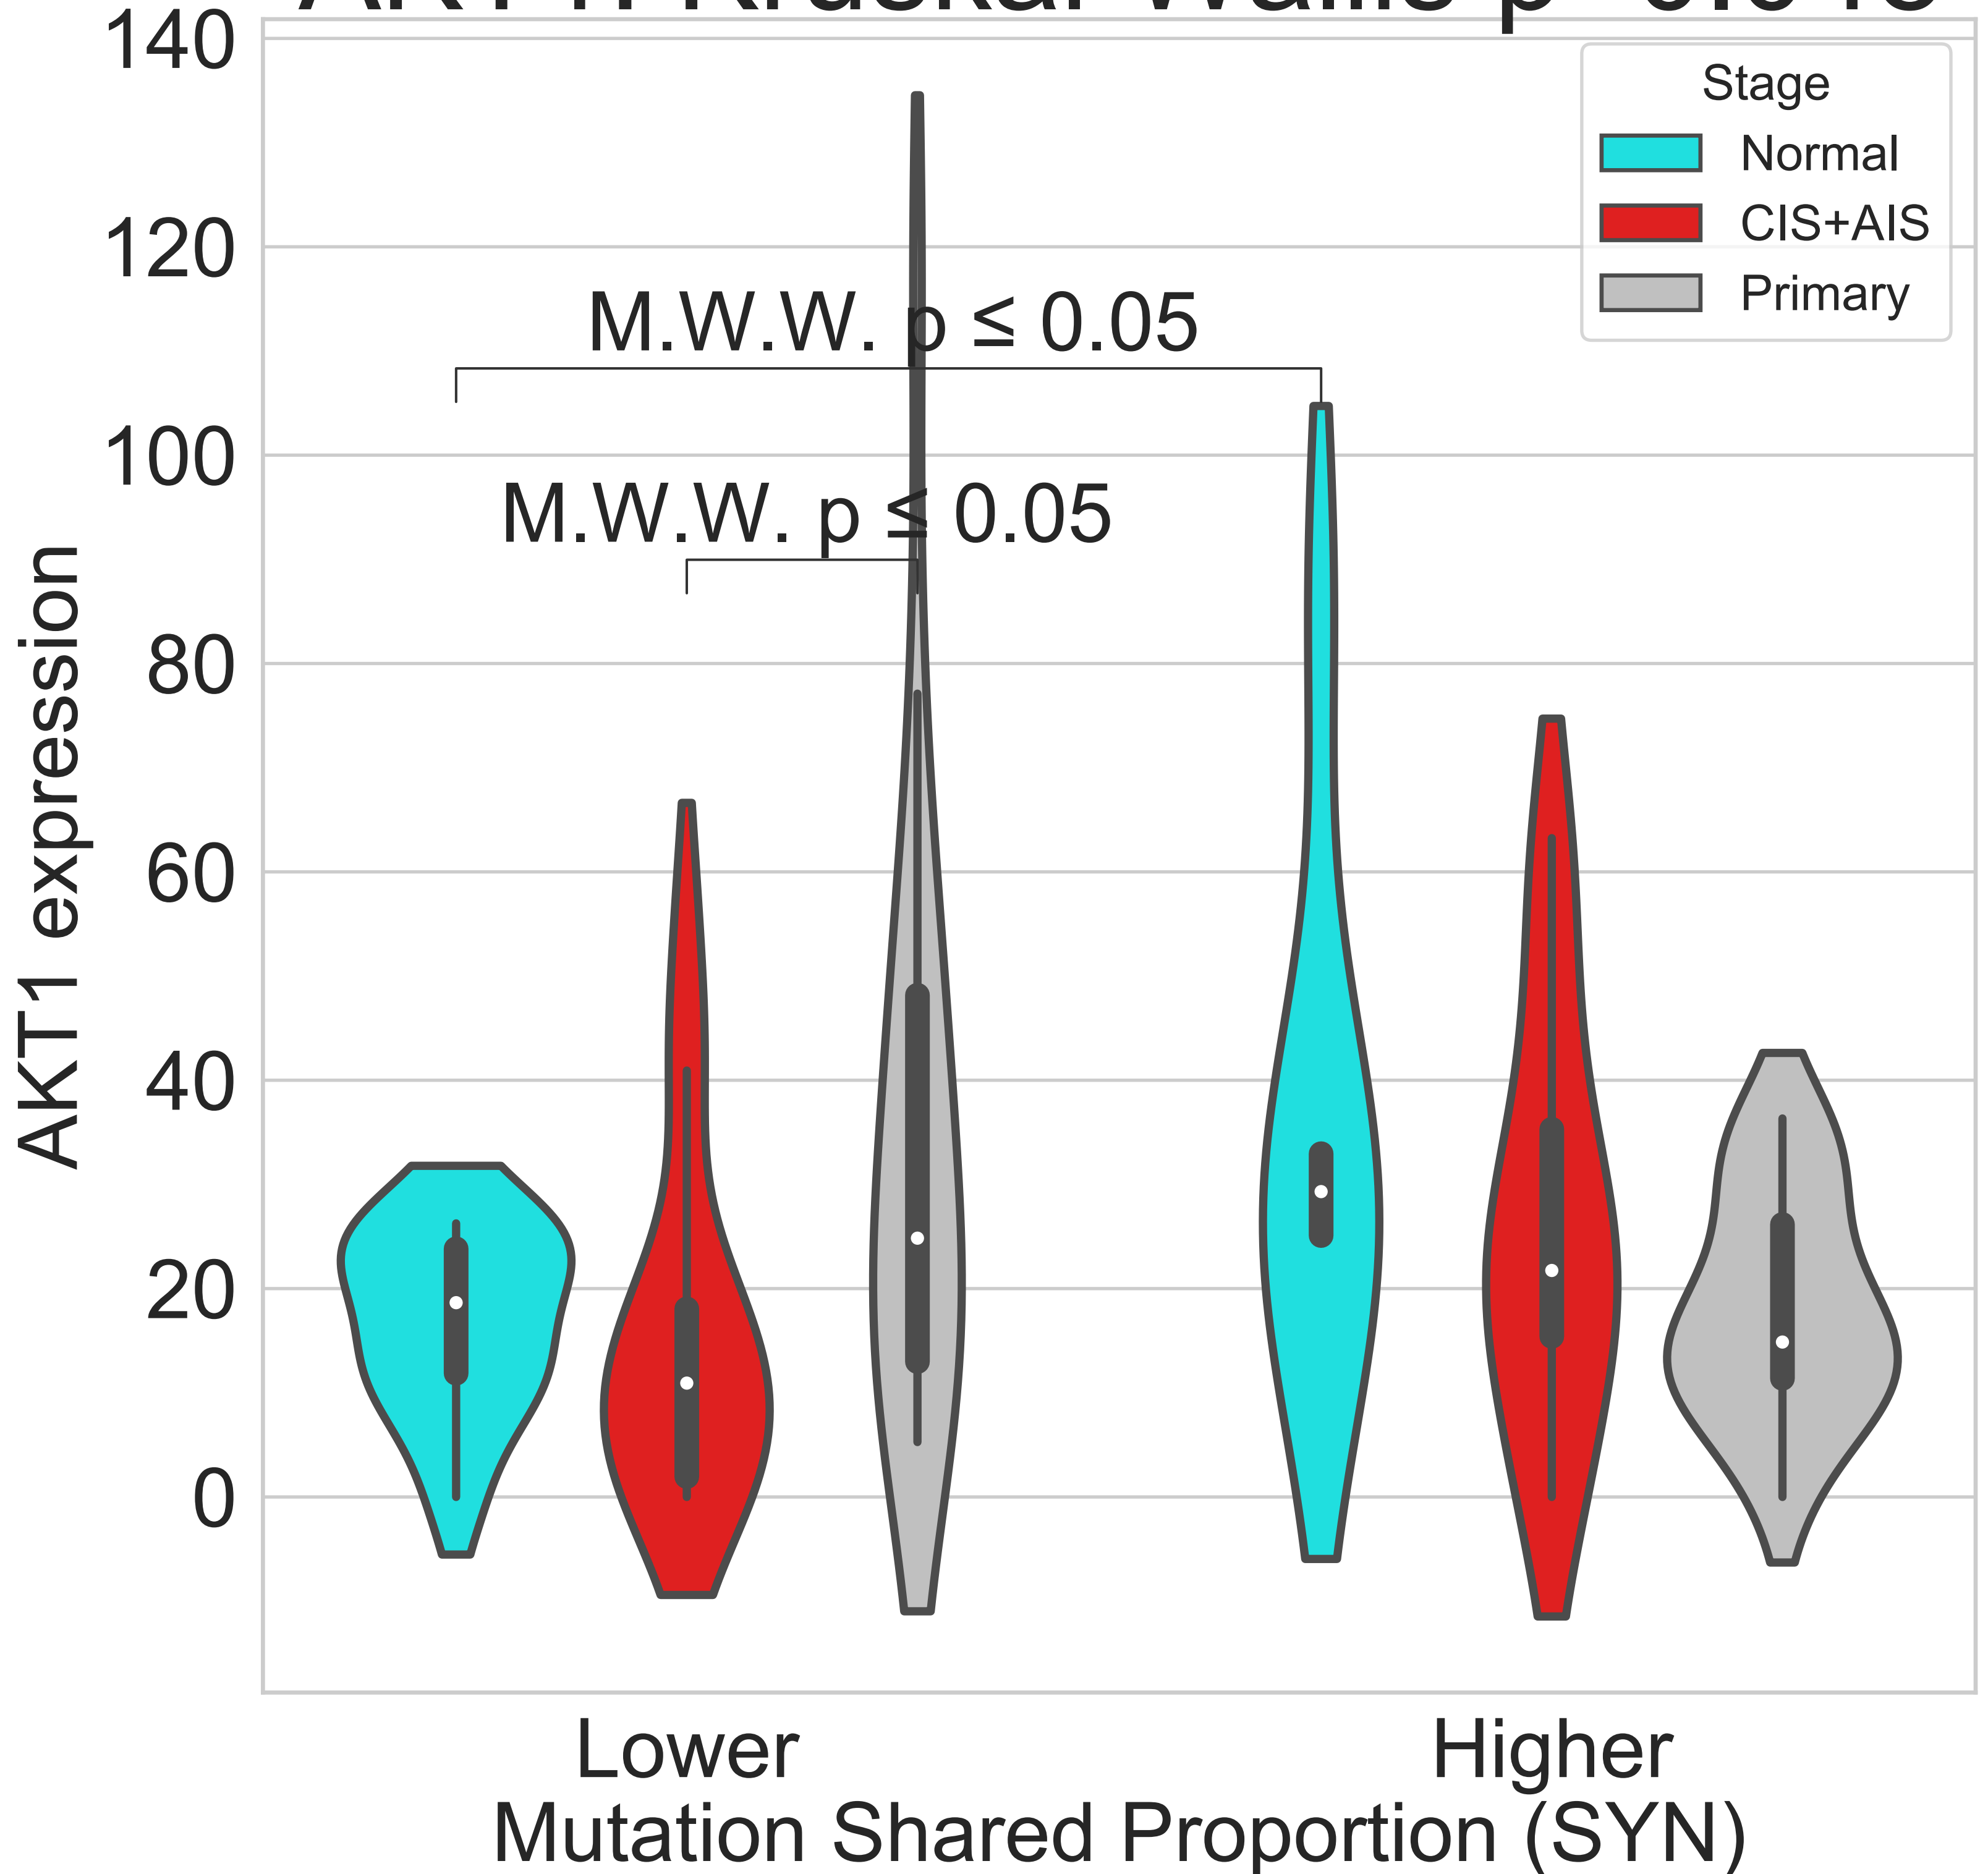 140
120
100
80
60
40
20
0
AKT1 expression
Stage
Normal
CIS+AIS
Primary
M.W.W. p ≤ 0.05
M.W.W. p ≤ 0.05
Lower
Higher
Mutation Shared Proportion (SYN)